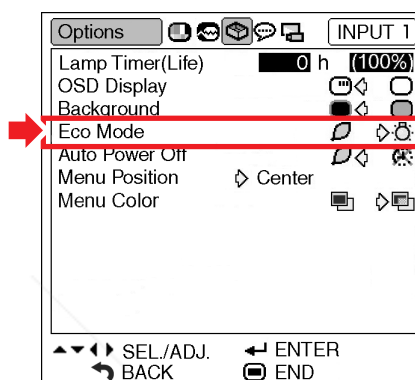 Options INPUT 1
Lamp Timer(Life) 0 h (100%)
OSD Display
Background
Eco Mode
Auto Power Off
Menu Position Center
Menu Color
SEL./ADJ. ENTER
BACK END